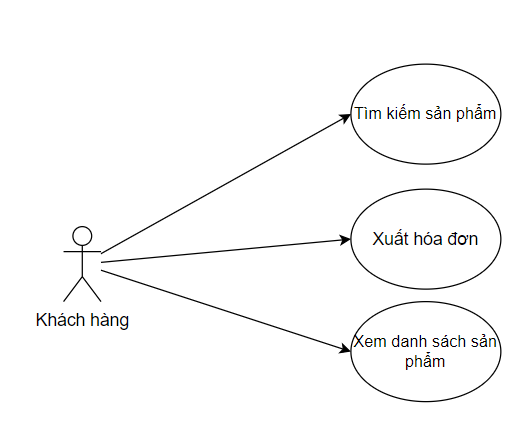 Tìm kiếm sản phẩm
Xuất hóa đơn
Khách hàng
Xem danh sách sản
phẩm